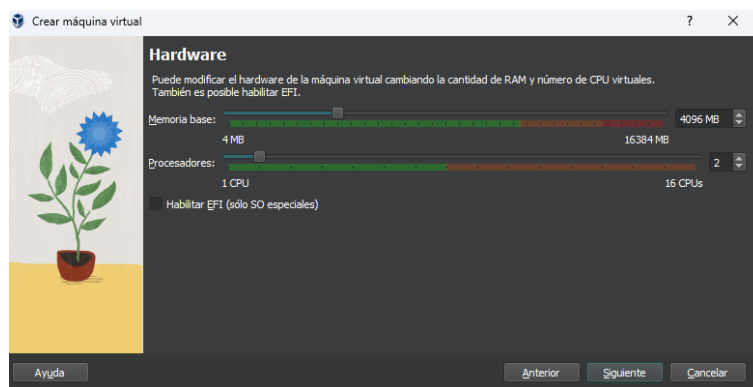 Crear máquina virtual
Hardware
Puede modificar el hardware de la máquina virtual cambiando la cantidad de RAM y número de CPU virtuales.
También es posible habilitar EFI.
Memoria base: 4096 MB
4 MB 16384 MB
Procesadores: 2
1 CPU 16 CPUs
Habilitar EFI (sólo SO especiales)
Ayuda Anterior Siguiente Cancelar